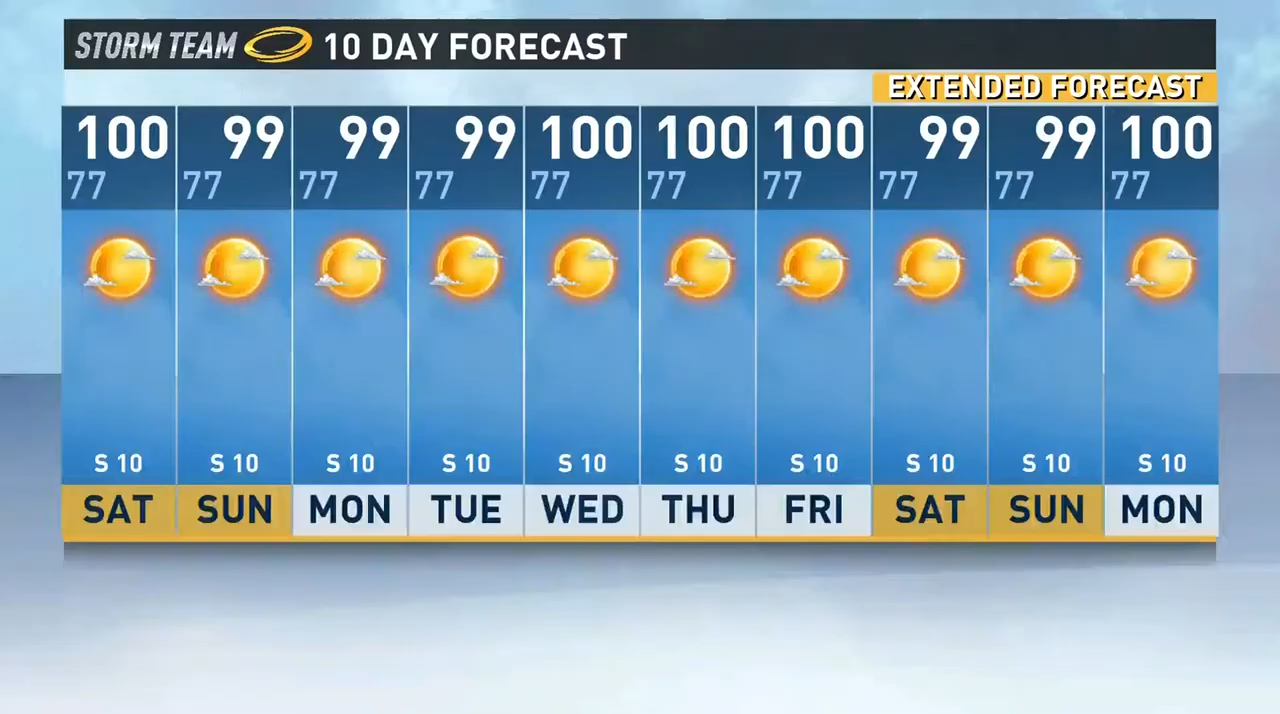 STORM TEAM 10 DAY FORECAST
EXTENDED FORECAST
100 99 99 99 100 100 100 99 99 100
77 77 77 77 77 77 77 77 77 77
S 10 S 10 S 10 S 10 S 10 S 10 S 10 S 10 S 10 S 10
SAT SUN MON TUE WED THU FRI SAT SUN MON